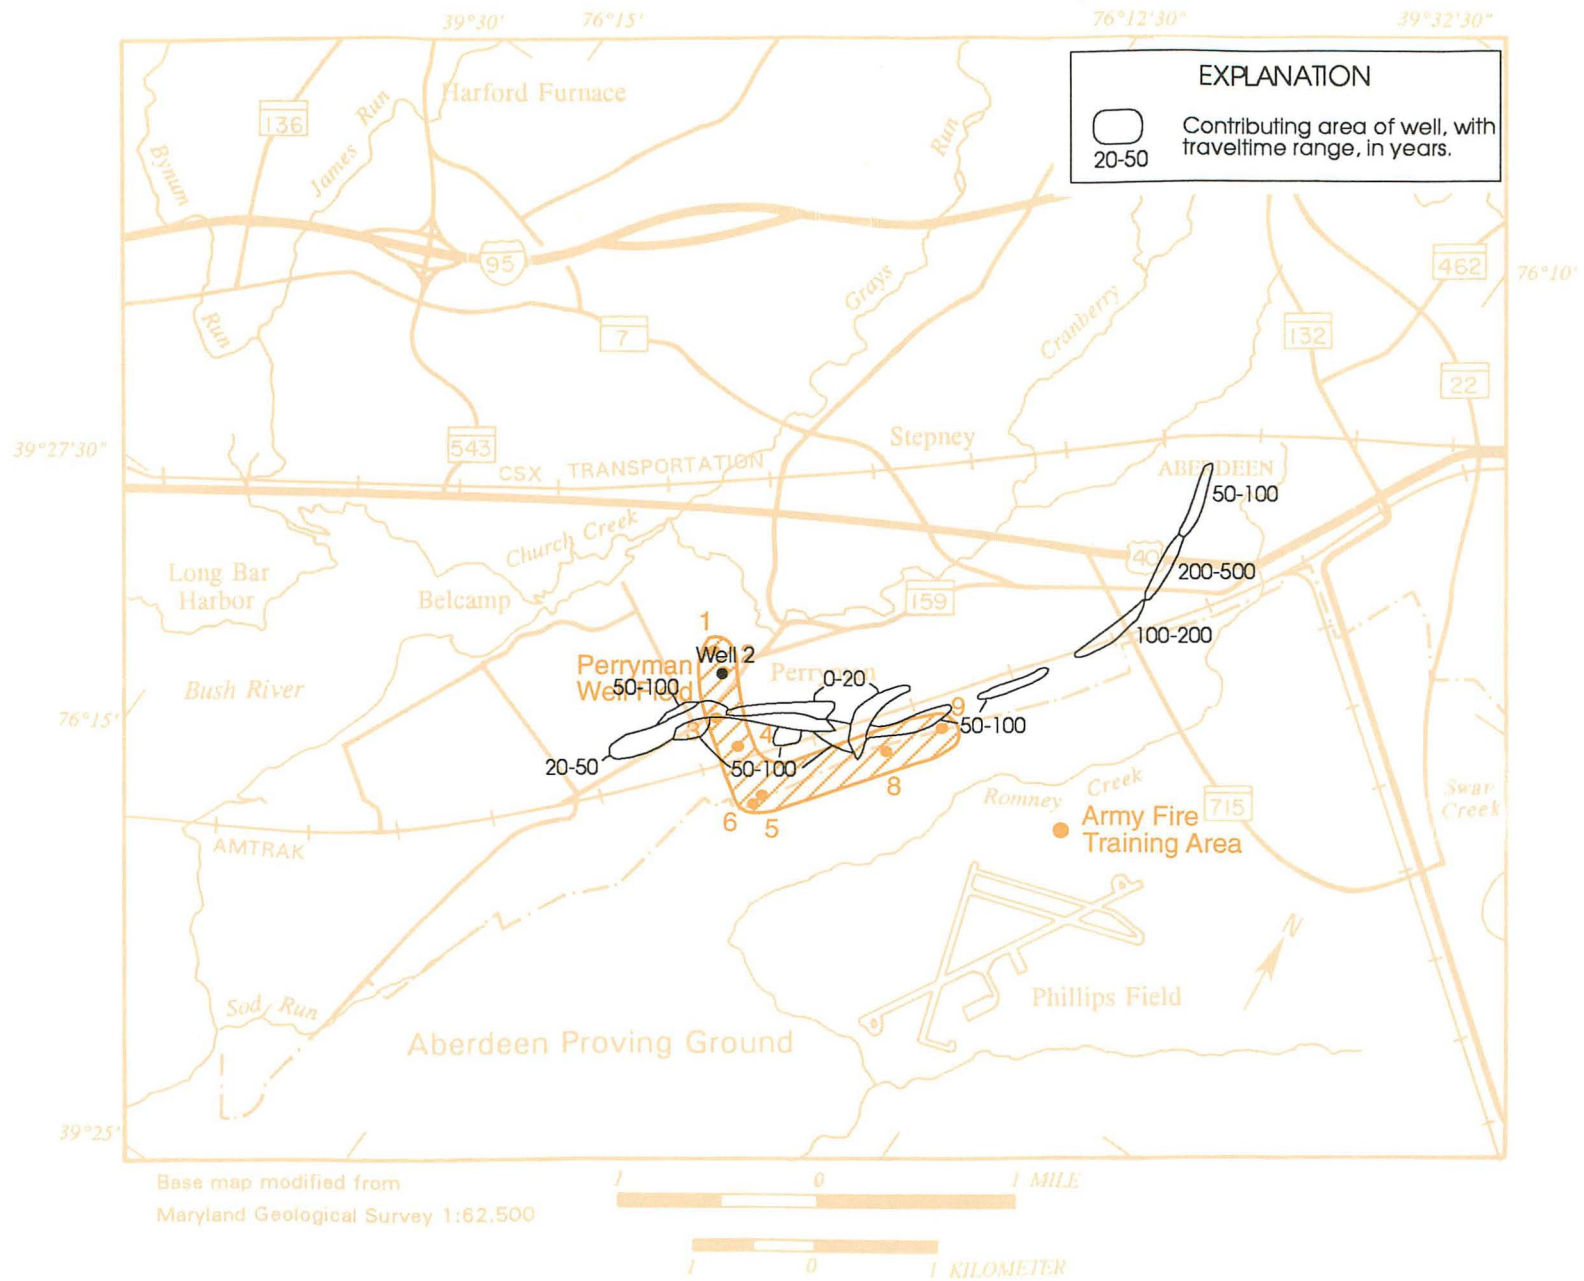 39°30' 76°15' 76°12'30" 39°32'30"
EXPLANATION
20-50
Contributing area of well, with
traveltime range, in years.
Harford Furnace
136
James Run
Bynum
Run
Run
Grays
95
7
Cranberry
462
76°10'
132
22
39°27'30"
543
CSX TRANSPORTATION
Stepney
ABERDEEN
50-100
Church Creek
40
200-500
Long Bar
Harbor
Belcamp
159
100-200
1
Well 2
2
Perryman
Well Field
Perryman
50-100
0-20
Bush River
76°15'
3
4
9
50-100
20-50
50-100
8
6
5
Romney Creek
715
Swan
Creek
Army Fire
Training Area
AMTRAK
N
Sod Run
Phillips Field
Aberdeen Proving Ground
39°25'
Base map modified from
Maryland Geological Survey 1:62,500
1 0 1 MILE
1 0 1 KILOMETER